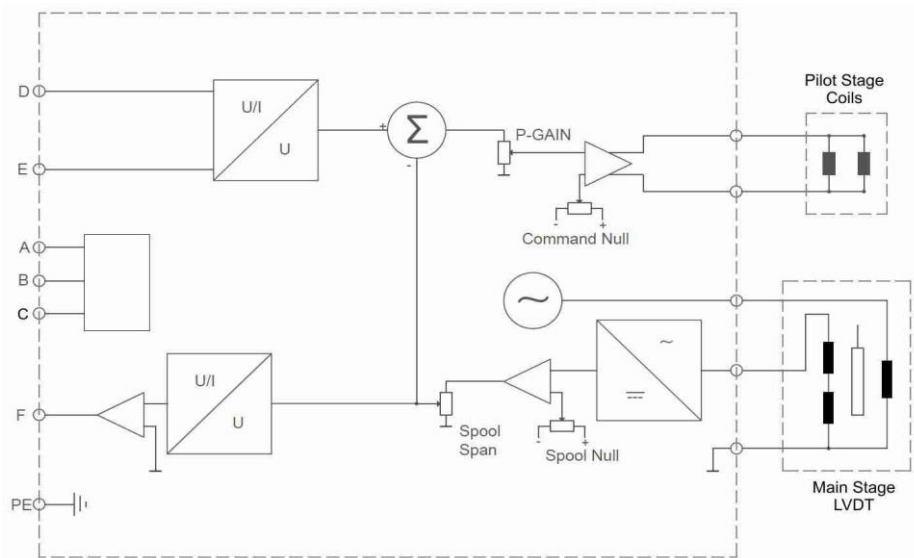 Pilot Stage
Coils
D
U/I
U
+
Σ
-
P-GAIN
E
- +
Command Null
A
B
C
~
~
U/I
U
F
Spool
Span
- +
Spool Null
PE
Main Stage
LVDT